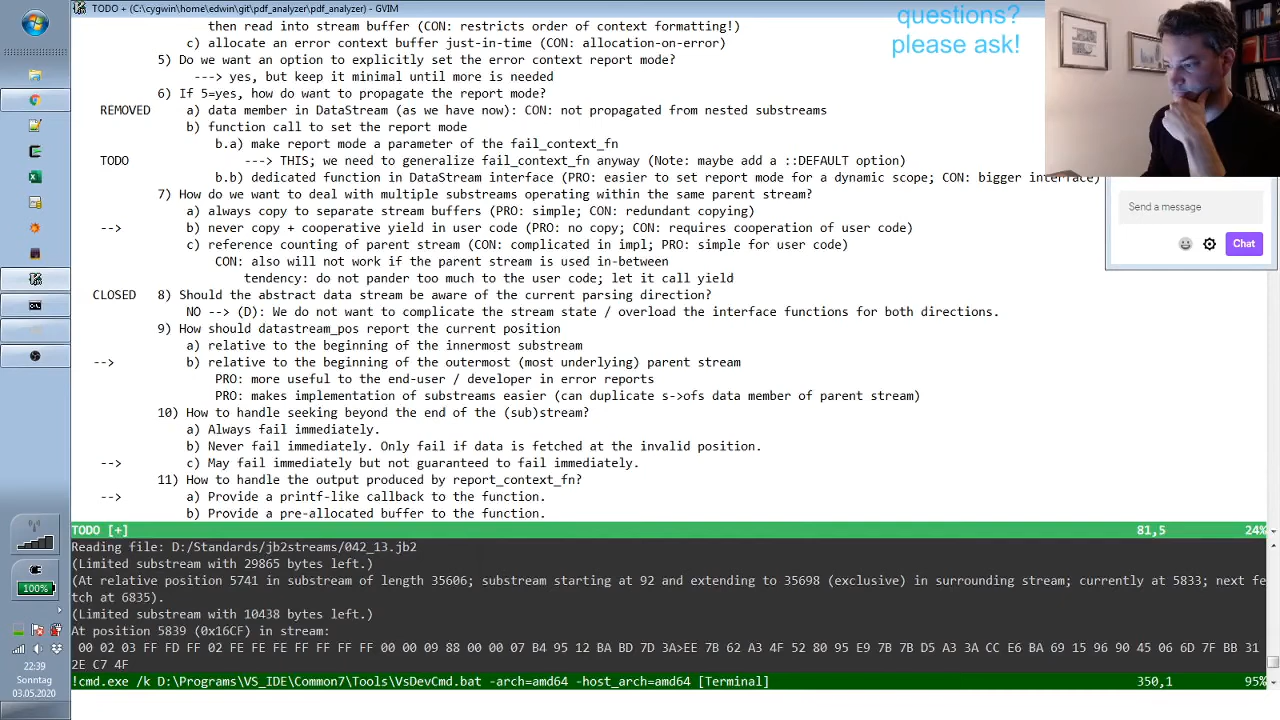 TODO + (C:\cygwin\home\edwin\git\pdf_analyzer\pdf_analyzer) - GVIM
then read into stream buffer (CON: restricts order of context formatting!)
c) allocate an error context buffer just-in-time (CON: allocation-on-error)
5) Do we want an option to explicitly set the error context report mode?
---> yes, but keep it minimal until more is needed
6) If 5=yes, how do want to propagate the report mode?
REMOVED a) data member in DataStream (as we have now): CON: not propagated from nested substreams
b) function call to set the report mode
b.a) make report mode a parameter of the fail_context_fn
TODO ---> THIS; we need to generalize fail_context_fn anyway (Note: maybe add a ::DEFAULT option)
b.b) dedicated function in DataStream interface (PRO: easier to set report mode for a dynamic scope; CON: bigger interface)
7) How do we want to deal with multiple substreams operating within the same parent stream?
a) always copy to separate stream buffers (PRO: simple; CON: redundant copying)
--> b) never copy + cooperative yield in user code (PRO: no copy; CON: requires cooperation of user code)
c) reference counting of parent stream (CON: complicated in impl; PRO: simple for user code)
CON: also will not work if the parent stream is used in-between
tendency: do not pander too much to the user code; let it call yield
CLOSED 8) Should the abstract data stream be aware of the current parsing direction?
NO --> (D): We do not want to complicate the stream state / overload the interface functions for both directions.
9) How should datastream_pos report the current position
a) relative to the beginning of the innermost substream
--> b) relative to the beginning of the outermost (most underlying) parent stream
PRO: more useful to the end-user / developer in error reports
PRO: makes implementation of substreams easier (can duplicate s->ofs data member of parent stream)
10) How to handle seeking beyond the end of the (sub)stream?
a) Always fail immediately.
b) Never fail immediately. Only fail if data is fetched at the invalid position.
--> c) May fail immediately but not guaranteed to fail immediately.
11) How to handle the output produced by report_context_fn?
--> a) Provide a printf-like callback to the function.
b) Provide a pre-allocated buffer to the function.
TODO [+] 81,5 24%
Reading file: D:/Standards/jb2streams/042_13.jb2
(Limited substream with 29865 bytes left.)
(At relative position 5741 in substream of length 35606; substream starting at 92 and extending to 35698 (exclusive) in surrounding stream; currently at 5833; next fe
tch at 6835).
(Limited substream with 10438 bytes left.)
At position 5839 (0x16CF) in stream:
00 02 03 FF FD FF 02 FE FE FE FF FF FF FF 00 00 09 88 00 00 07 B4 95 12 BA BD 7D 3A>EE 7B 62 A3 4F 52 80 95 E9 7B 7B D5 A3 3A CC E6 BA 69 15 96 90 45 06 6D 7F BB 31
2E C7 4F
!cmd.exe /k D:\Programs\VS_IDE\Common7\Tools\VsDevCmd.bat -arch=amd64 -host_arch=amd64 [Terminal] 350,1 95%
questions?
please ask!
Send a message
Chat
100%
22:39
Sonntag
03.05.2020